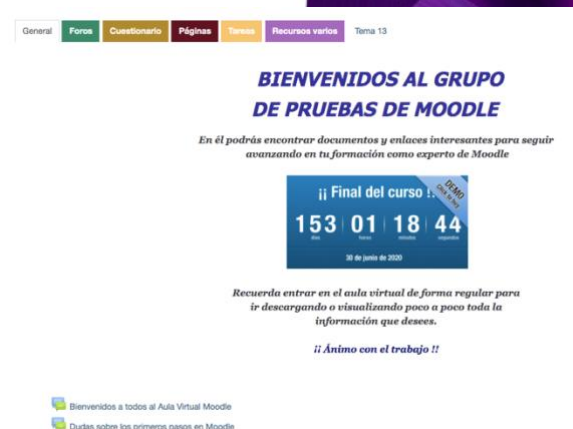 General Foros Cuestionario Páginas Tareas Recursos varios Tema 13
BIENVENIDOS AL GRUPO
DE PRUEBAS DE MOODLE
En él podrás encontrar documentos y enlaces interesantes para seguir
avanzando en tu formación como experto de Moodle
¡¡ Final del curso !!
DEMO
153 01 18 44
días horas minutos segundos
30 de junio de 2020
Recuerda entrar en el aula virtual de forma regular para
ir descargando o visualizando poco a poco toda la
información que desees.
¡¡ Ánimo con el trabajo !!
Bienvenidos a todos al Aula Virtual Moodle
Dudas sobre los primeros pasos en Moodle